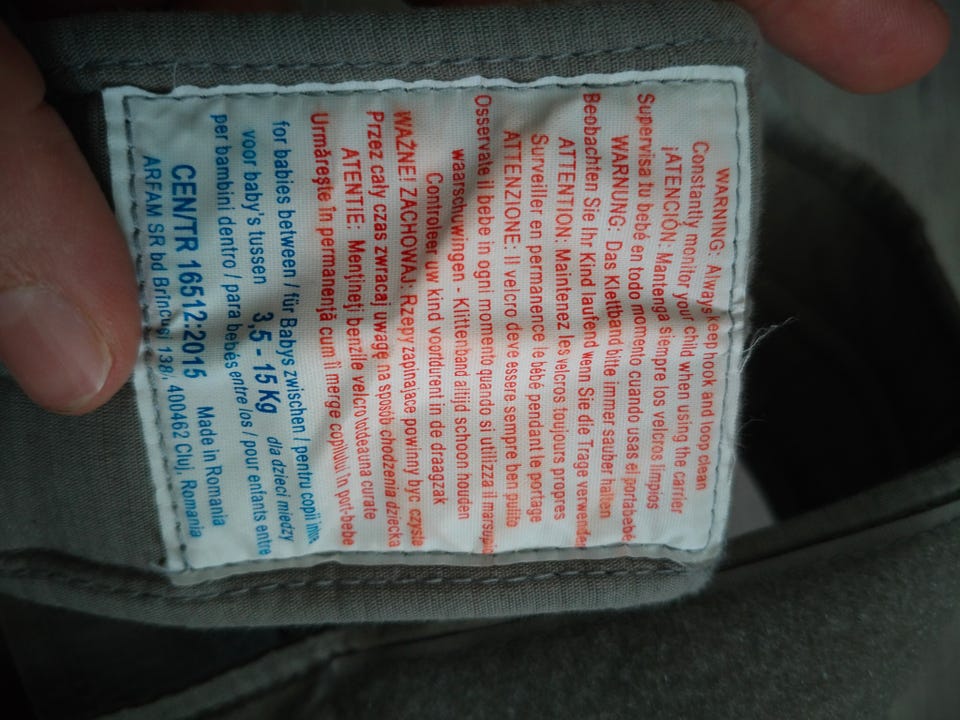 WARNING: Always keep hook and loop clean
Constantly monitor your child when using the carrier
¡ATENCIÓN: Mantenga siempre los velcros limpios
Supervisa tu bebé en todo momento cuando usas el portabebé
WARNUNG: Das Klettband bitte immer sauber halten
Beobachten Sie Ihr Kind laufend wenn Sie die Trage verwenden
ATTENTION: Maintenez les velcros toujours propres
en permanence le bébé pendant le portage
ATTENZIONE: Il velcro deve essere sempre ben pulito
Osservate il bebe in ogni momento quando si utilizza il marsupio
waarschuwingen - Klittenband altijd schoon houden
Controleer uw kind voortdurent in de draagzak
WAŻNE! ZACHOWAJ: Rzepy zapinające powinny byc czyste
Przez cały czas zwracaj uwagę na sposób chodzenia dziecka
ATENTIE: Menţineţi benzile velcro totdeauna curate
Urmăreşte în permanenţă cum îl merge copilului în port-bebe
for babies between / für Babys zwischen / pentru copii intre
voor baby's tussen 3,5 - 15 Kg dla dzieci miedzy
per bambini dentro / para bebés entre los / pour enfants entre
CEN/TR 16512:2015 Made in Romania
ARFAM SR bd Brincusi 138, 400462 Cluj, Romania